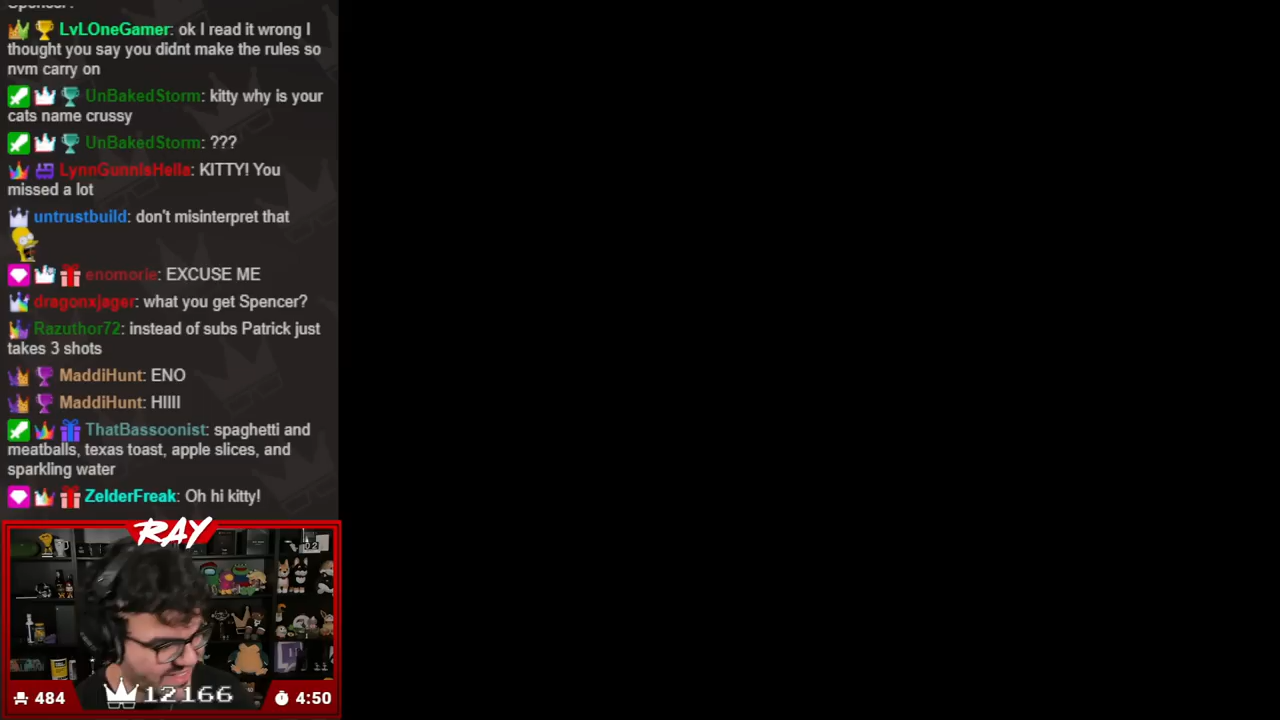 LvLOneGamer: ok I read it wrong I
thought you say you didnt make the rules so
nvm carry on
UnBakedStorm: kitty why is your
cats name crussy
UnBakedStorm: ???
LynnGunnIsHella: KITTY! You
missed a lot
untrustbuild: don't misinterpret that
enomorie: EXCUSE ME
dragonxjager: what you get Spencer?
Razuthor72: instead of subs Patrick just
takes 3 shots
MaddiHunt: ENO
MaddiHunt: HIIII
ThatBassoonist: spaghetti and
meatballs, texas toast, apple slices, and
sparkling water
ZelderFreak: Oh hi kitty!
RAY
484
12166
4:50